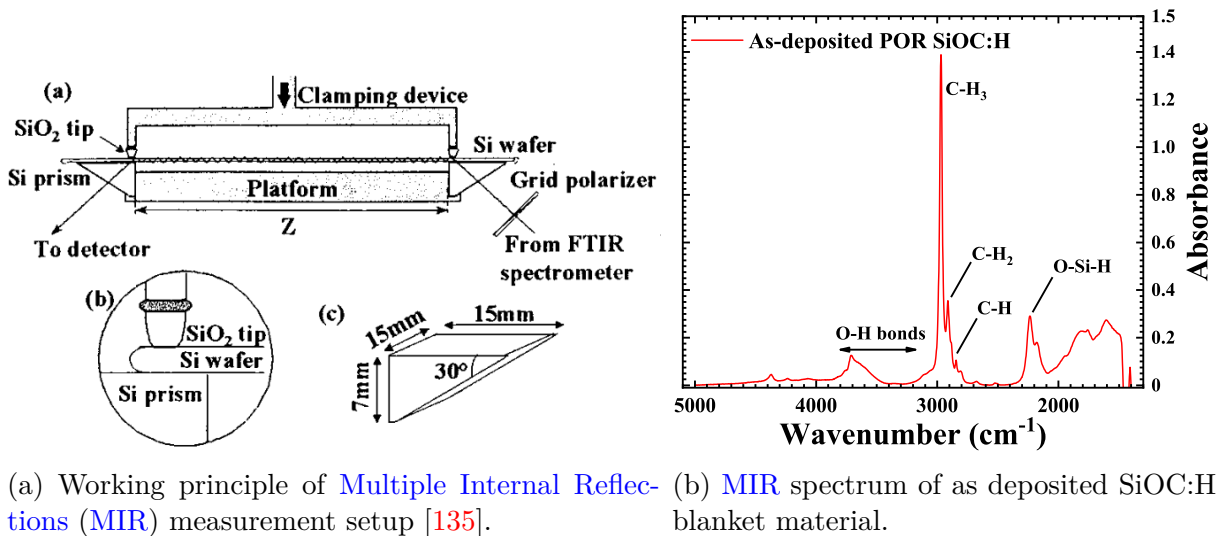 (a)
Clamping device
SiO₂ tip
Si wafer
Si prism
Grid polarizer
Platform
Z
To detector
From FTIR
spectrometer
(b)
SiO₂ tip
Si wafer
Si prism
(c)
15mm
15mm
30°
7mm
As-deposited POR SiOC:H
C-H₃
C-H₂
C-H
O-Si-H
O-H bonds
1.5
1.4
1.2
1.0
0.8
0.6
0.4
0.2
0
Absorbance
5000 4000 3000 2000
Wavenumber (cm⁻¹)
(a) Working principle of Multiple Internal Reflec-
tions (MIR) measurement setup [135].
(b) MIR spectrum of as deposited SiOC:H
blanket material.